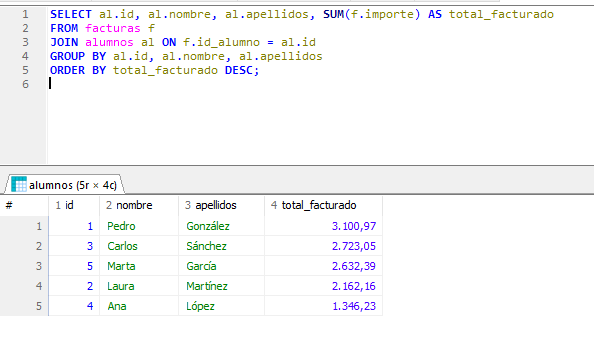 1 SELECT al.id, al.nombre, al.apellidos, SUM(f.importe) AS total_facturado
2 FROM facturas f
3 JOIN alumnos al ON f.id_alumno = al.id
4 GROUP BY al.id, al.nombre, al.apellidos
5 ORDER BY total_facturado DESC;
6
alumnos (5r × 4c)
# 1 id 2 nombre 3 apellidos 4 total_facturado
1 1 Pedro González 3.100,97
2 3 Carlos Sánchez 2.723,05
3 5 Marta García 2.632,39
4 2 Laura Martínez 2.162,16
5 4 Ana López 1.346,23